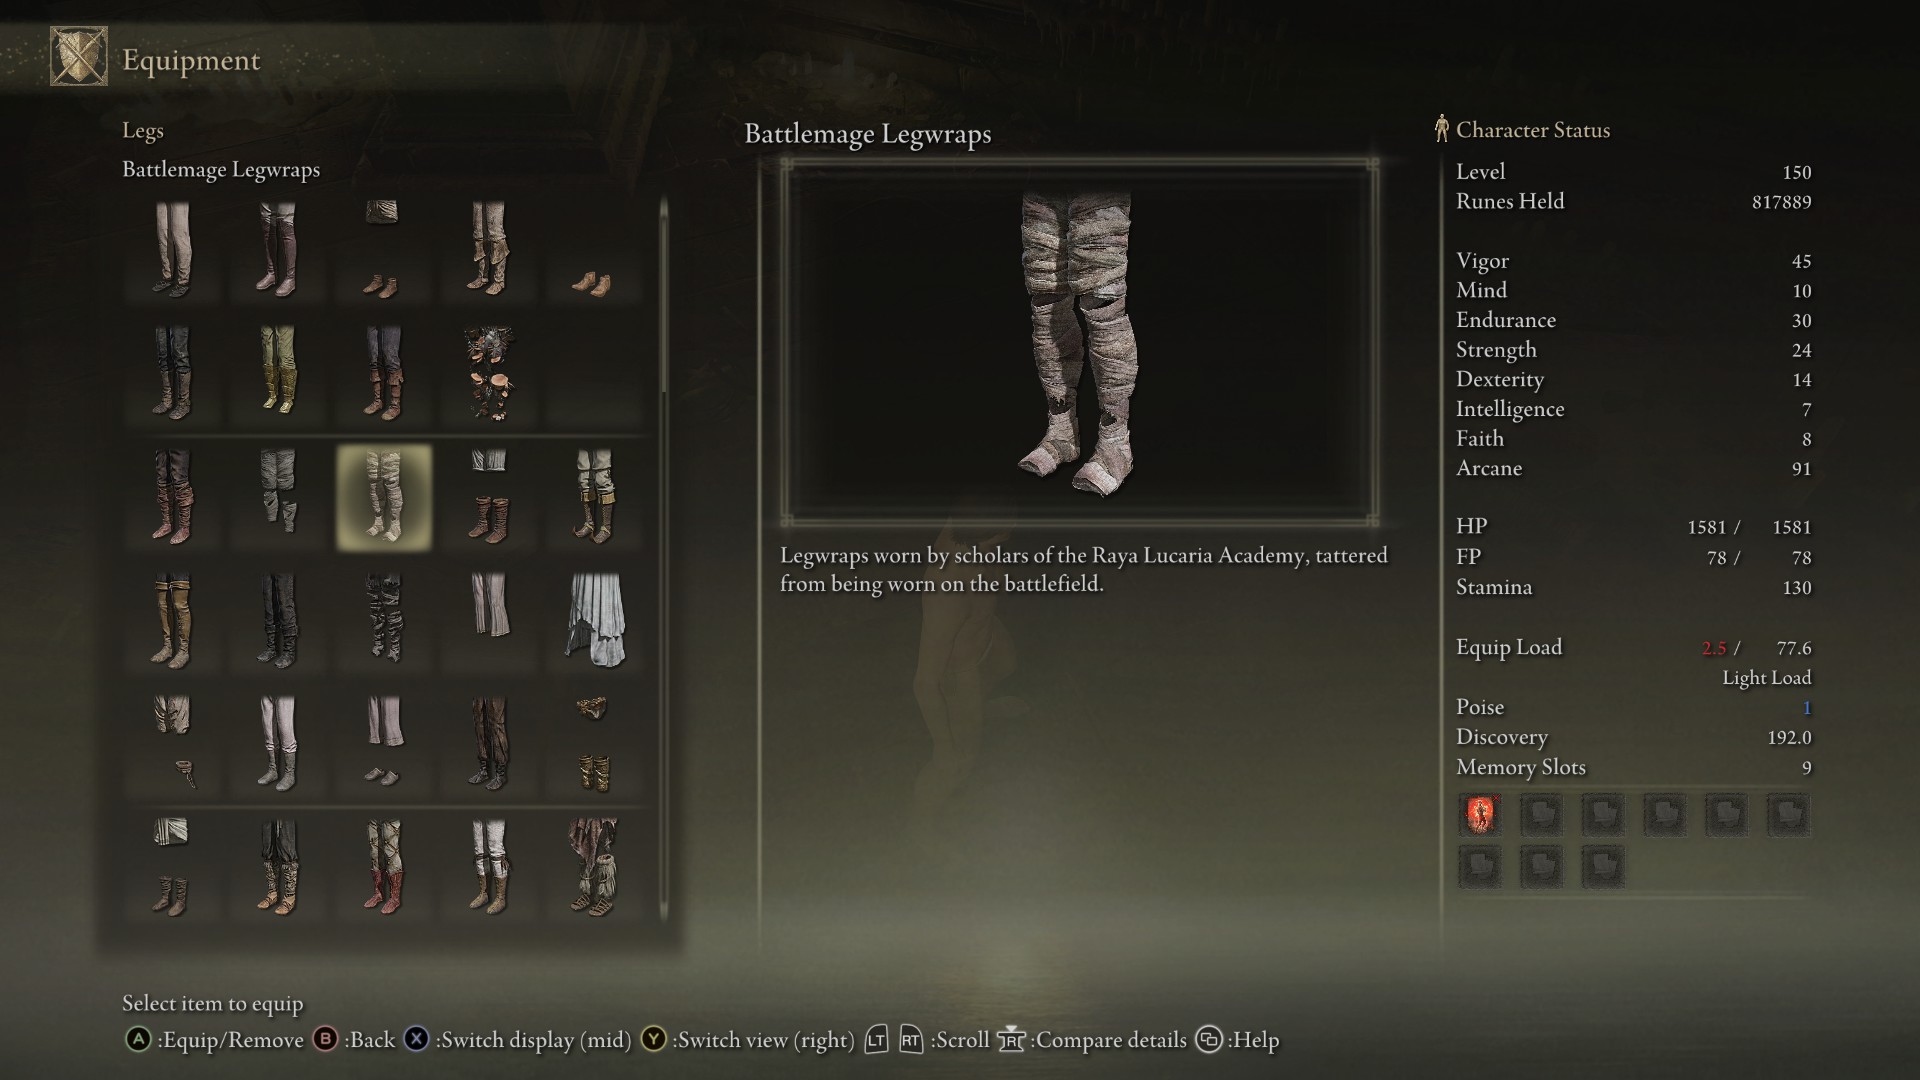 Equipment
Legs
Battlemage Legwraps
Battlemage Legwraps
Legwraps worn by scholars of the Raya Lucaria Academy, tattered
from being worn on the battlefield.
Character Status
Level 150
Runes Held 817889
Vigor 45
Mind 10
Endurance 30
Strength 24
Dexterity 14
Intelligence 7
Faith 8
Arcane 91
HP 1581 / 1581
FP 78 / 78
Stamina 130
Equip Load 2.5 / 77.6
Light Load
Poise 1
Discovery 192.0
Memory Slots 9
Select item to equip
A :Equip/Remove B :Back X :Switch display (mid) Y :Switch view (right) LT RT :Scroll R :Compare details :Help